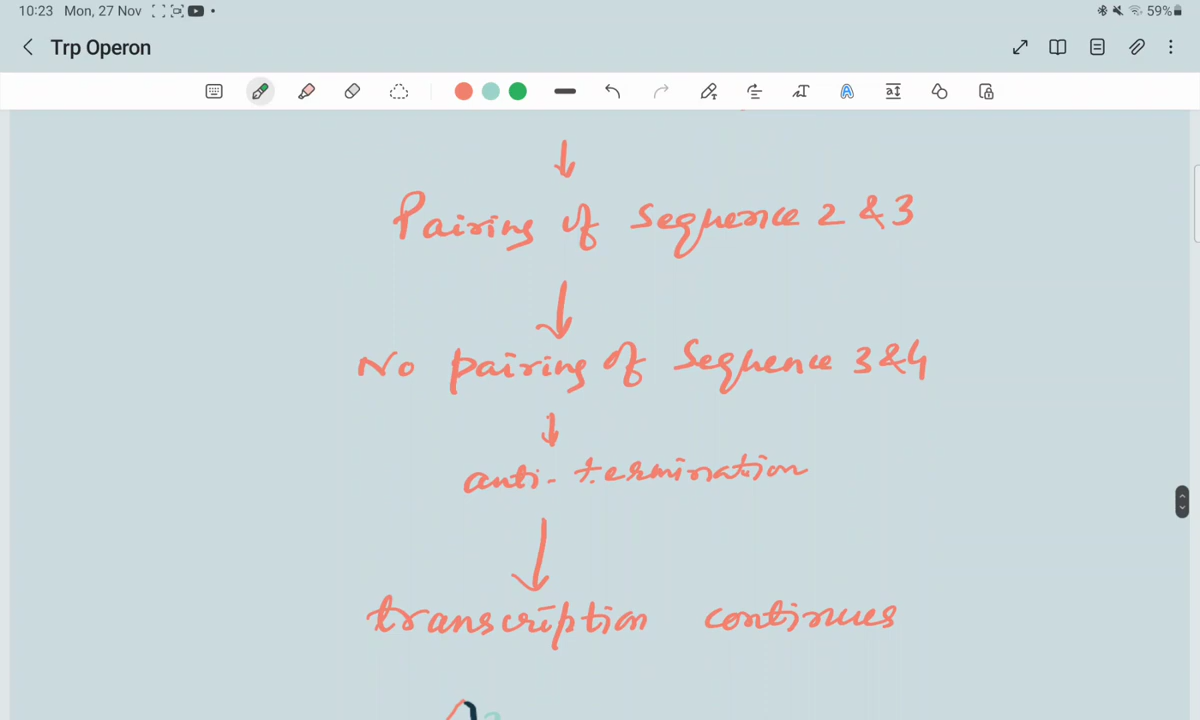 10:23 Mon, 27 Nov
59%
Trp Operon
Pairing of Sequence 2 & 3
No pairing of Sequence 3 & 4
anti-termination
transcription continues